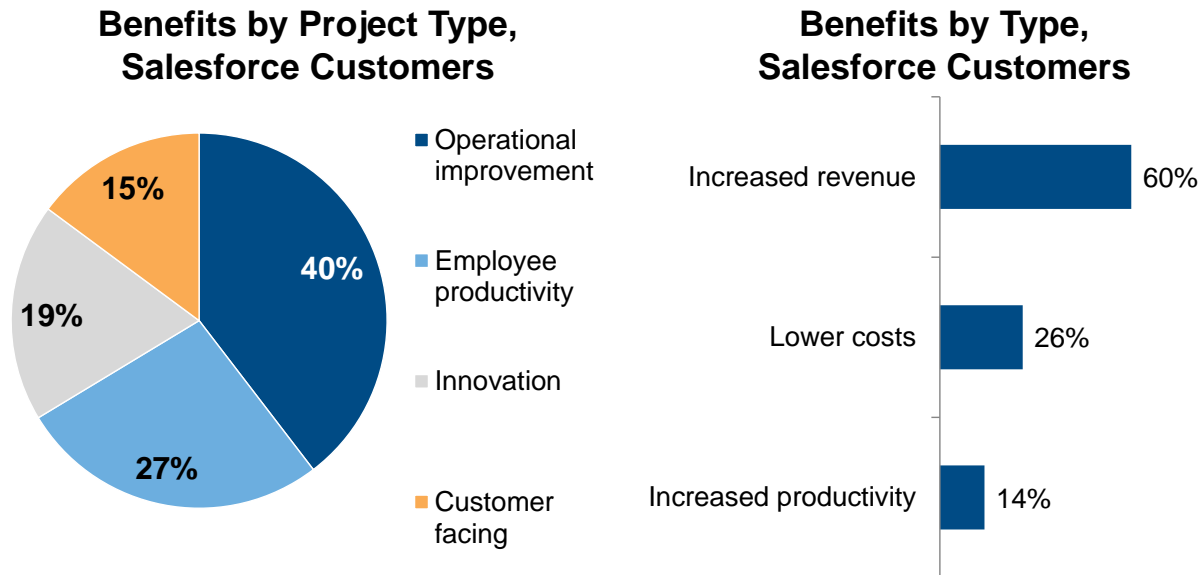 Benefits by Project Type,
Salesforce Customers
15%
40%
19%
27%
Operational
improvement
Employee
productivity
Innovation
Customer
facing
Benefits by Type,
Salesforce Customers
Increased revenue
60%
Lower costs
26%
Increased productivity
14%